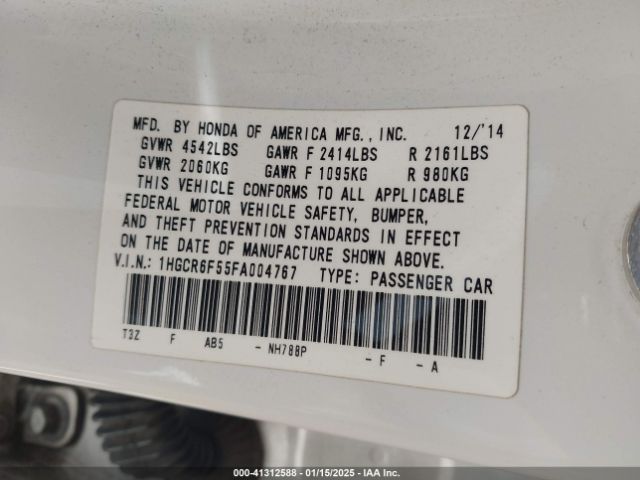 MFD. BY HONDA OF AMERICA MFG., INC. 12/'14
GVWR 4542LBS GAWR F 2414LBS R 2161LBS
GVWR 2060KG GAWR F 1095KG R 980KG
THIS VEHICLE CONFORMS TO ALL APPLICABLE
FEDERAL MOTOR VEHICLE SAFETY, BUMPER,
AND THEFT PREVENTION STANDARDS IN EFFECT
ON THE DATE OF MANUFACTURE SHOWN ABOVE.
V.I.N.: 1HGCR6F55FA004767 TYPE: PASSENGER CAR
T3Z F AB5 - NH788P - F - A
000-41312588 - 01/15/2025 - IAA Inc.